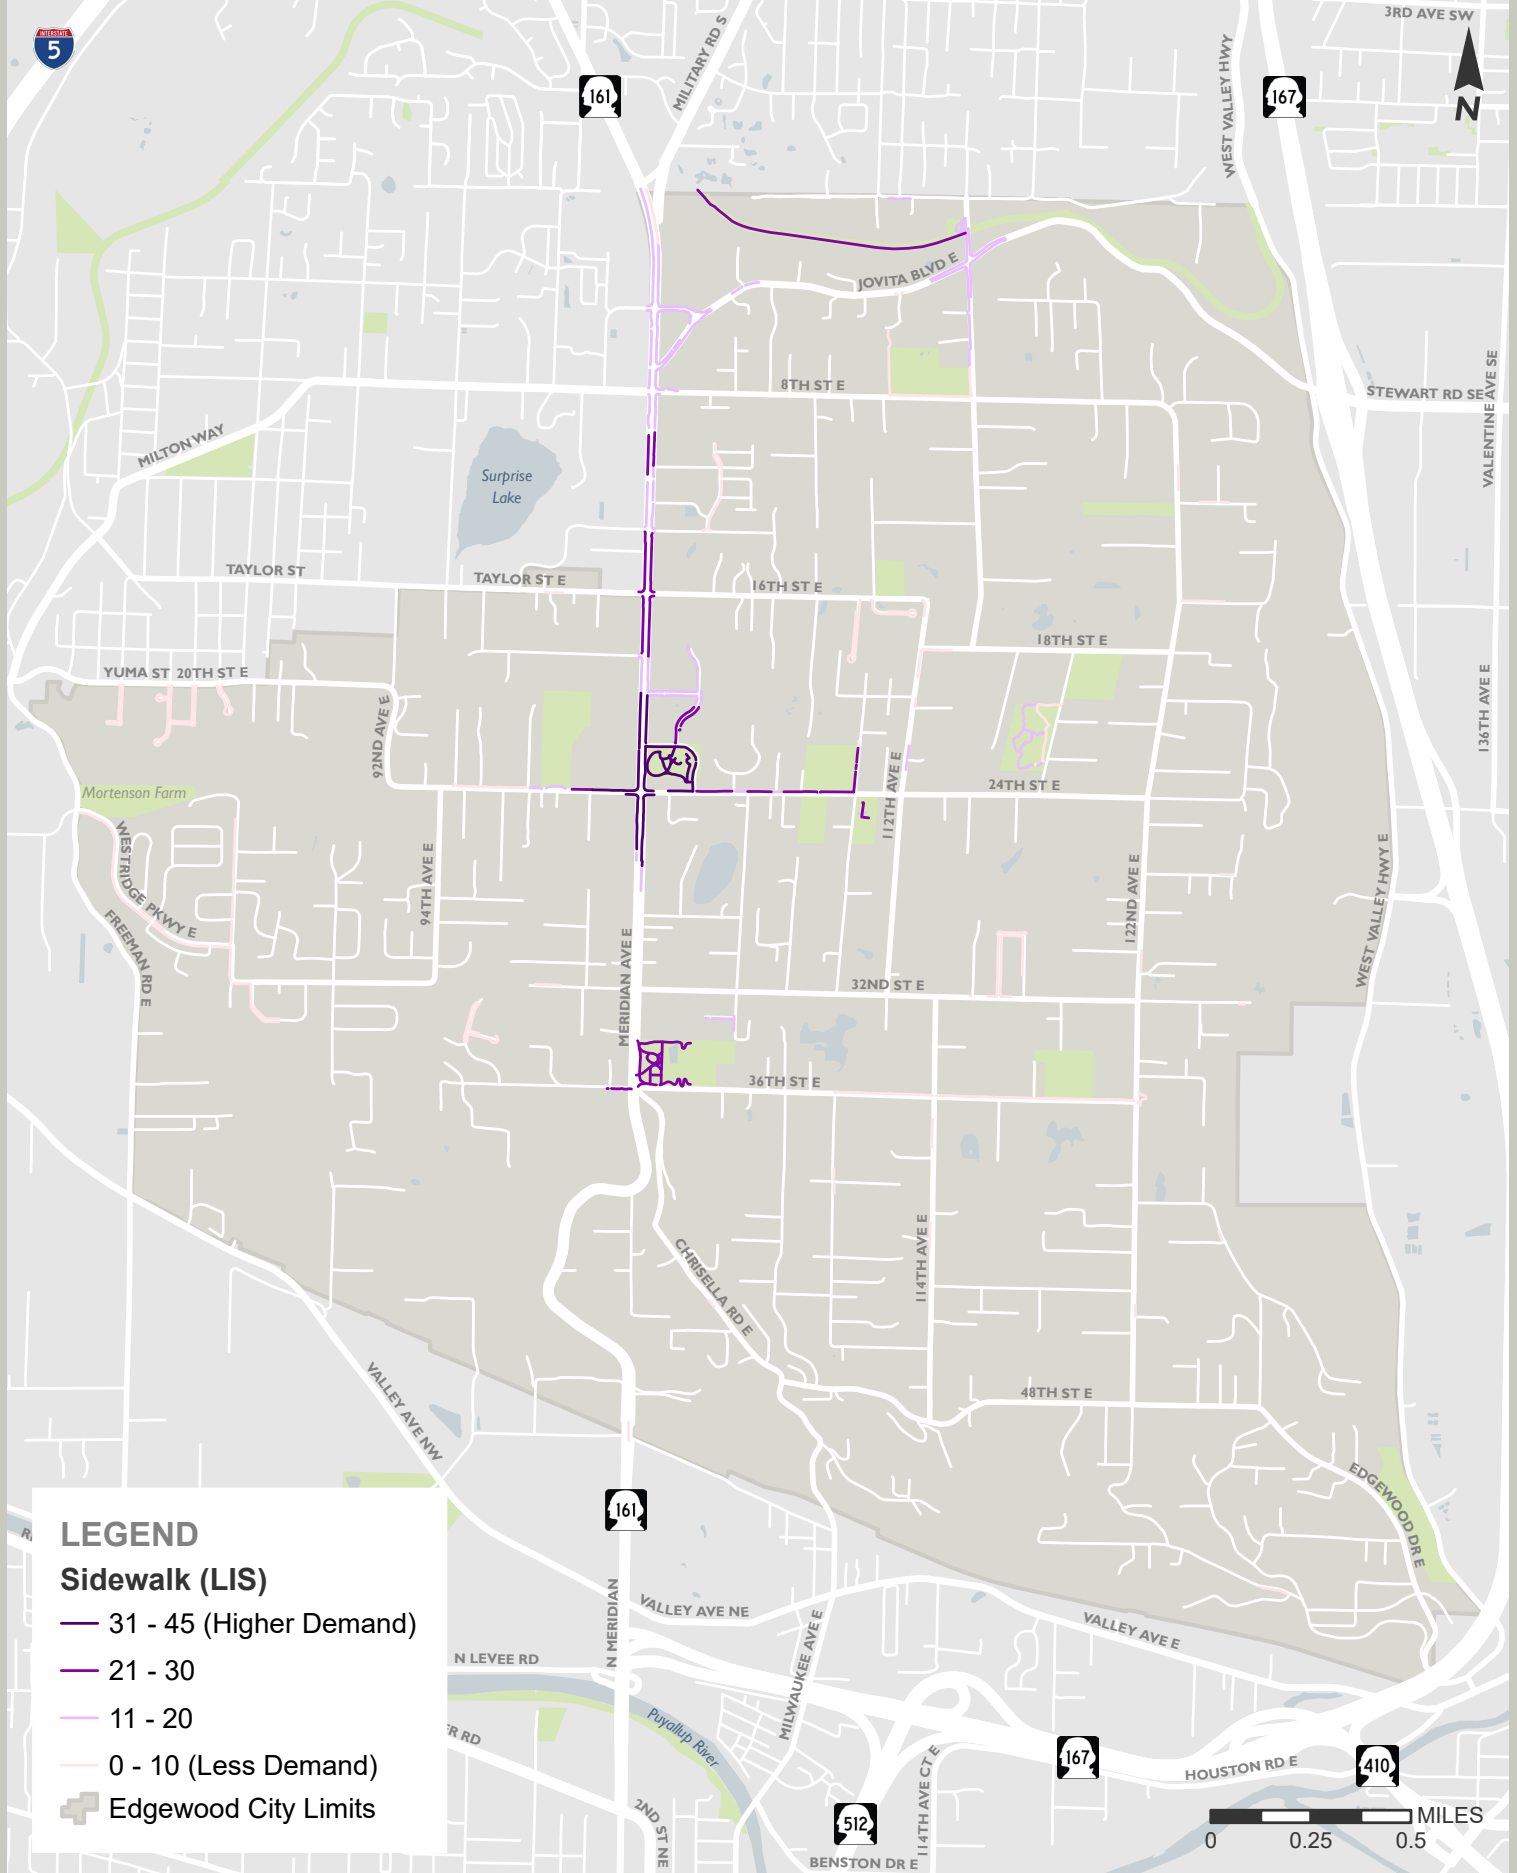 3RD AVE SW
INTERSTATE
5
MILITARY RD S
WEST VALLEY HWY
161
167
N
JOVITA BLVD E
8TH ST E
STEWART RD SE
VALENTINE AVE SE
MILTON WAY
Surprise
Lake
TAYLOR ST
TAYLOR ST E
16TH ST E
18TH ST E
YUMA ST
20TH ST E
136TH AVE E
92ND AVE E
112TH AVE E
24TH ST E
Mortenson Farm
WESTRIDGE PKWY E
94TH AVE E
122ND AVE E
WEST VALLEY HWY E
FREEMAN RD E
MERIDIAN AVE E
32ND ST E
36TH ST E
114TH AVE E
CHRISELLA RD E
48TH ST E
VALLEY AVE NW
EDGEWOOD DR E
161
LEGEND
Sidewalk (LIS)
31 - 45 (Higher Demand)
21 - 30
11 - 20
0 - 10 (Less Demand)
Edgewood City Limits
VALLEY AVE NE
VALLEY AVE E
N MERIDIAN
MILWAUKEE AVE E
N LEVEE RD
Puyallup River
ER RD
167
HOUSTON RD E
410
114TH AVE CT E
2ND ST NE
512
BENSTON DR E
MILES
0
0.25
0.5